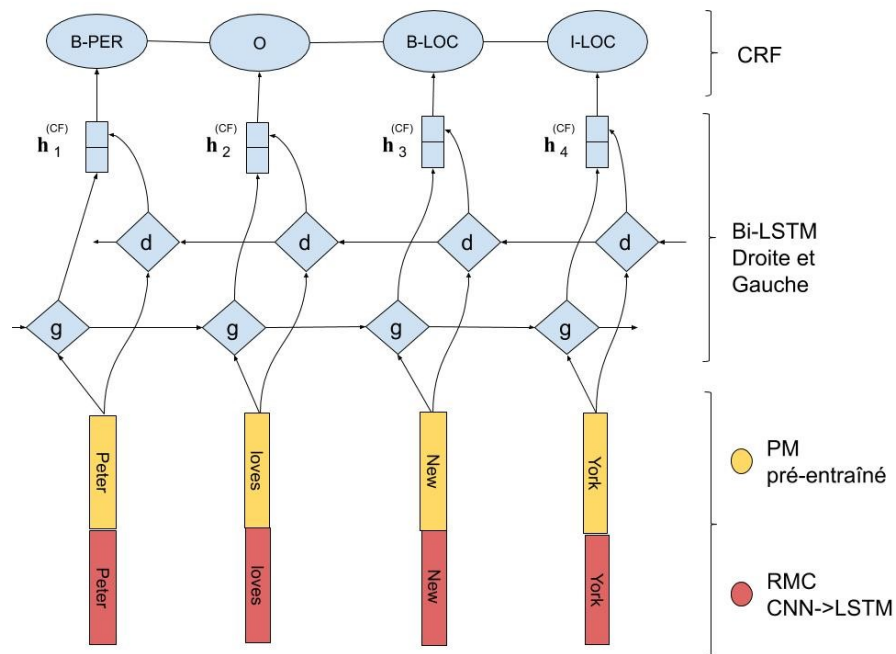 B-PER O B-LOC I-LOC
CRF
h 1 (CF) h 2 (CF) h 3 (CF) h 4 (CF)
d d d d
Bi-LSTM
Droite et
Gauche
g g g g
Peter loves New York
PM
pré-entraîné
Peter loves New York
RMC
CNN->LSTM